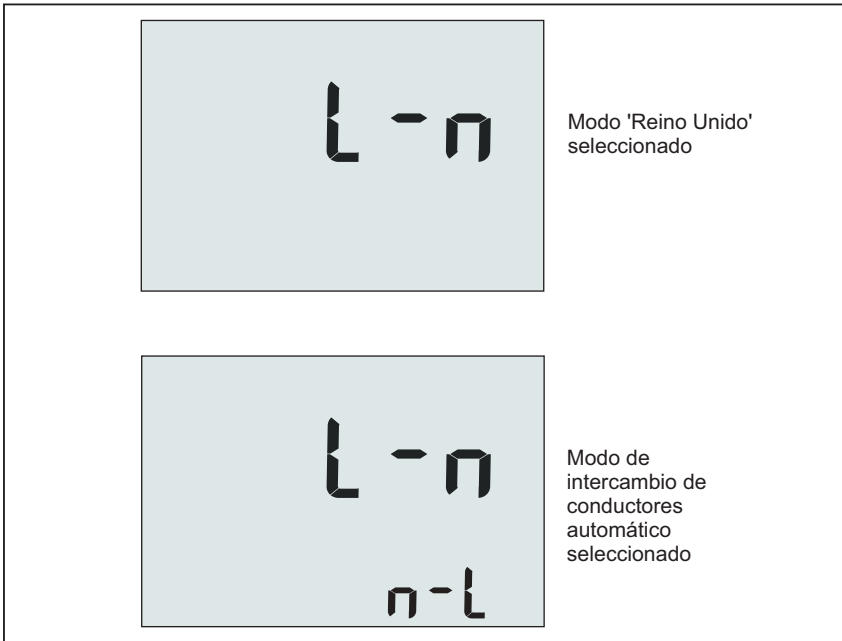 L-n
Modo 'Reino Unido'
seleccionado
L-n
Modo de
intercambio de
conductores
automático
seleccionado
n-L